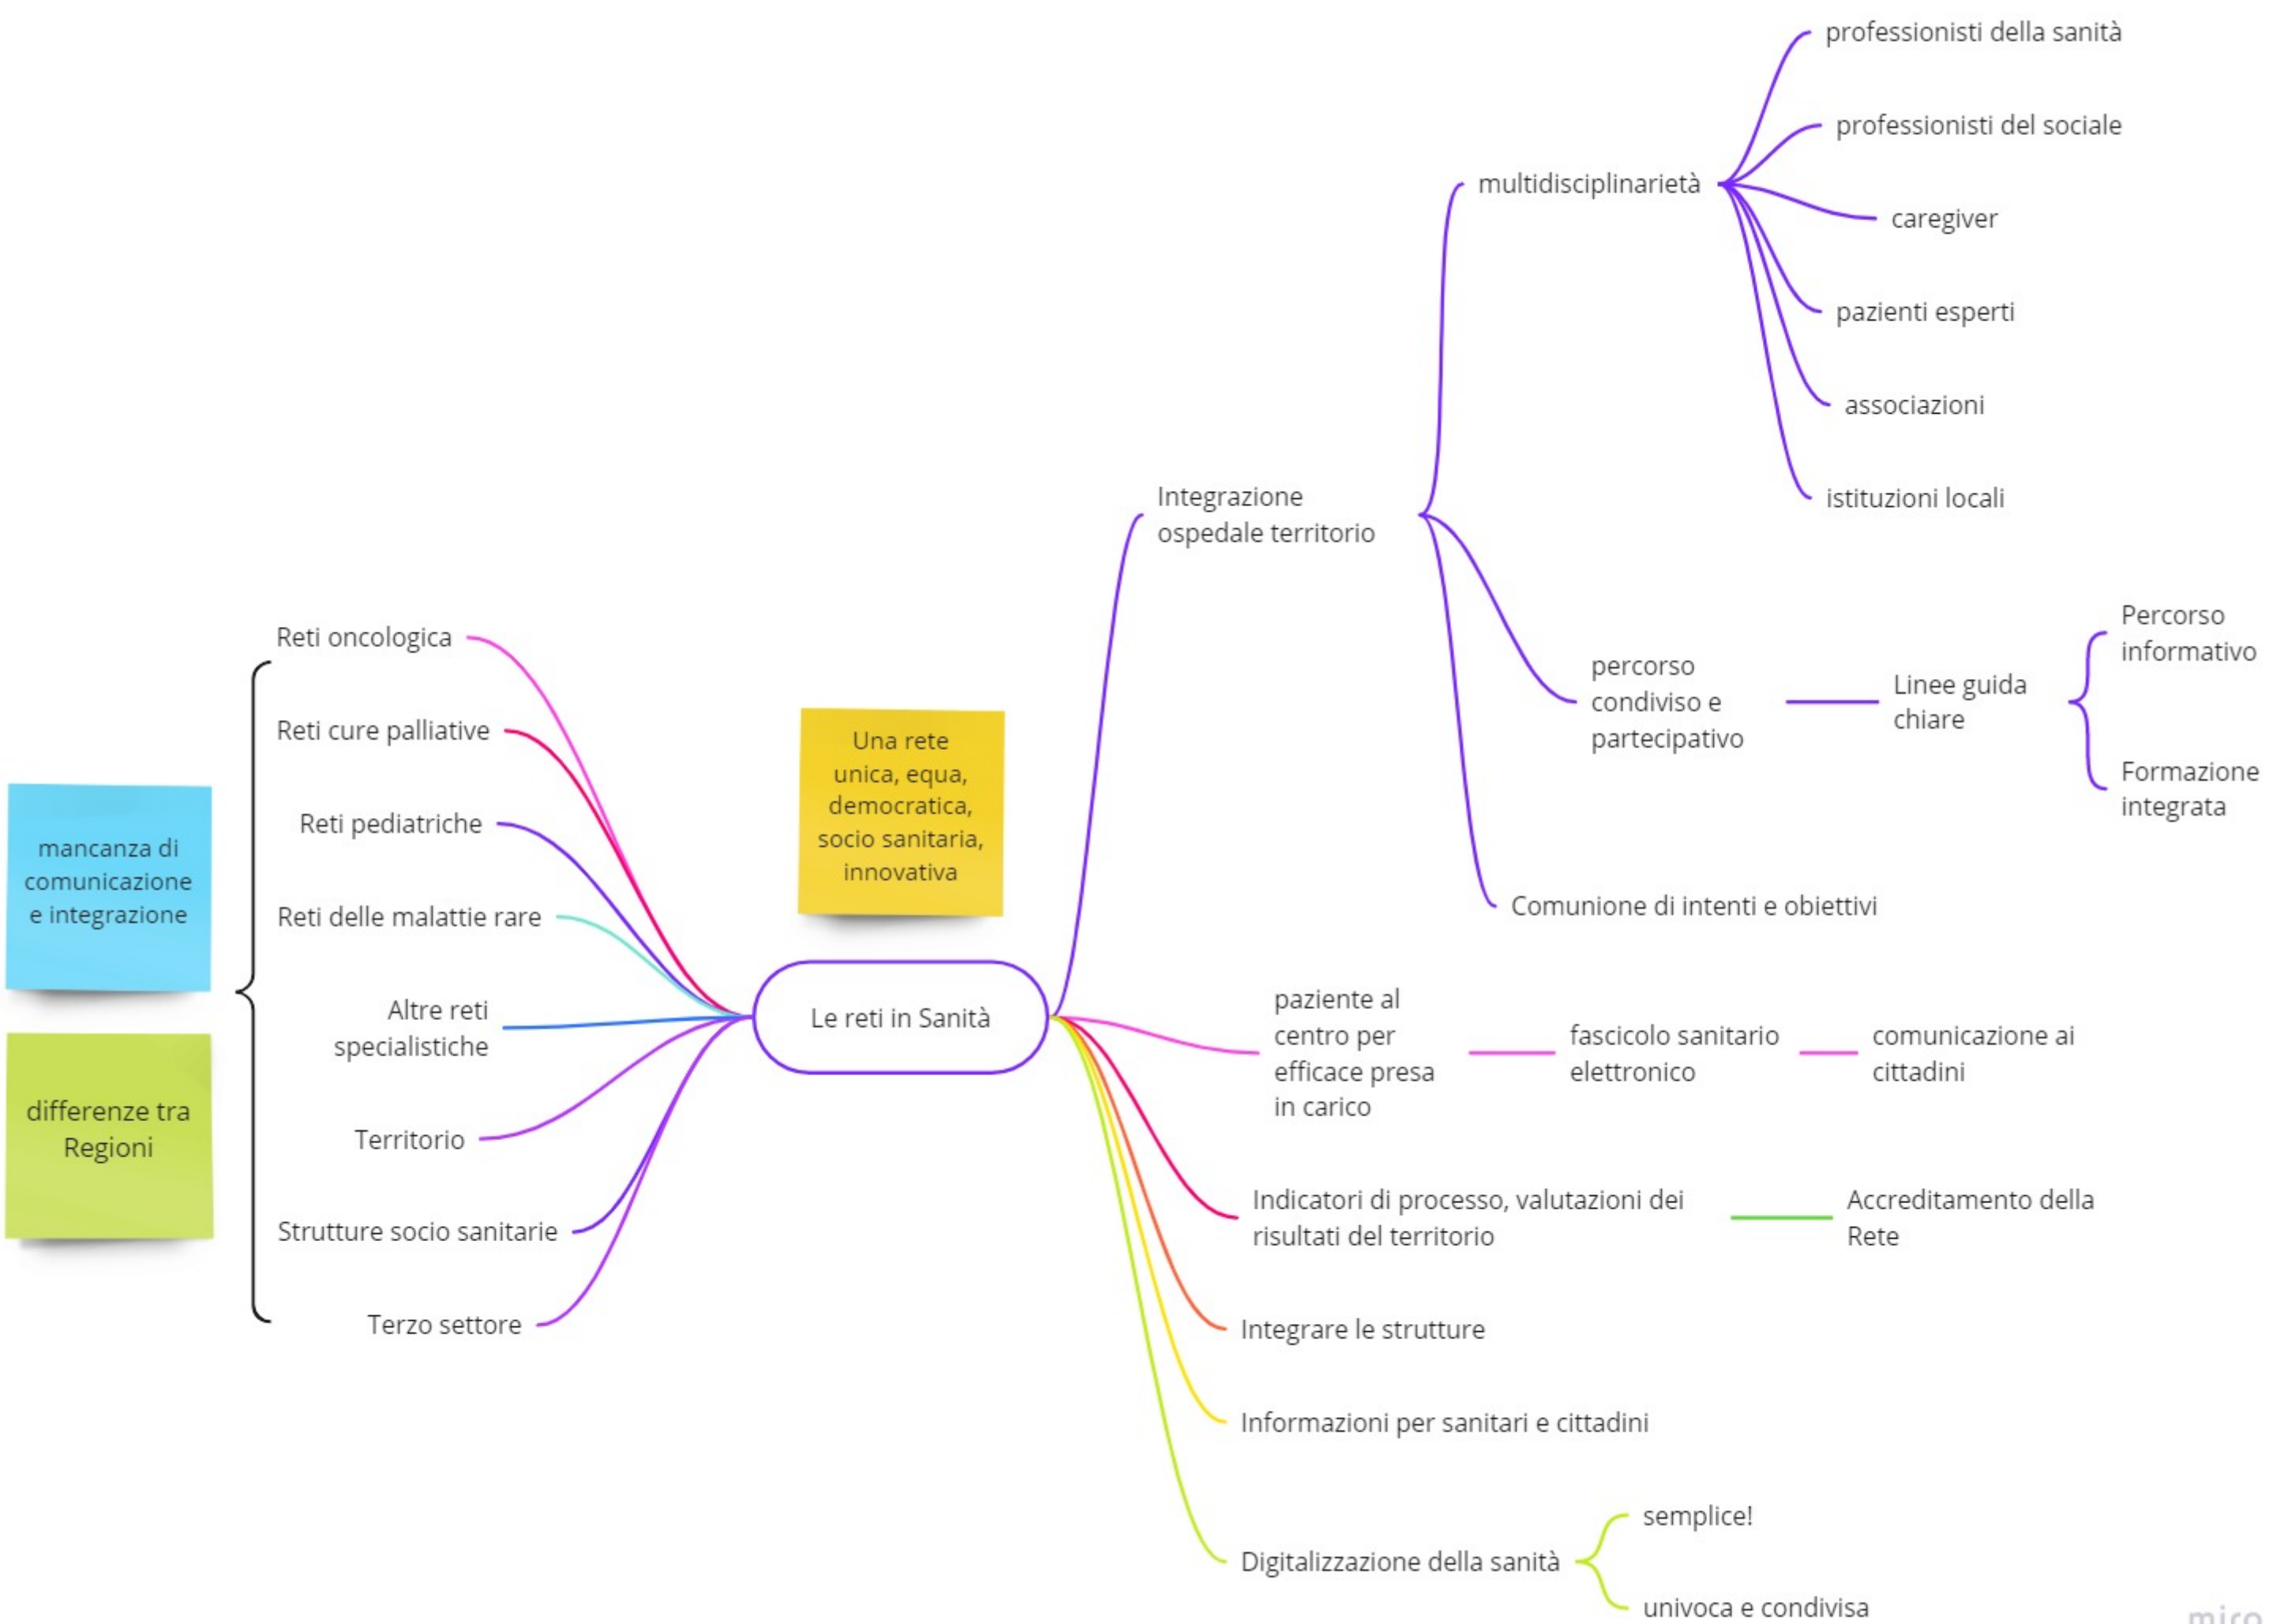 professionisti della sanità
professionisti del sociale
multidisciplinarietà
caregiver
pazienti esperti
associazioni
istituzioni locali
Integrazione
ospedale territorio
percorso
condiviso e
partecipativo
Linee guida
chiare
Percorso
informativo
Formazione
integrata
Comunione di intenti e obiettivi
Reti oncologica
Reti cure palliative
Reti pediatriche
Reti delle malattie rare
Altre reti
specialistiche
Territorio
Strutture socio sanitarie
Terzo settore
mancanza di
comunicazione
e integrazione
differenze tra
Regioni
Una rete
unica, equa,
democratica,
socio sanitaria,
innovativa
Le reti in Sanità
paziente al
centro per
efficace presa
in carico
fascicolo sanitario
elettronico
comunicazione ai
cittadini
Indicatori di processo, valutazioni dei
risultati del territorio
Accreditamento della
Rete
Integrare le strutture
Informazioni per sanitari e cittadini
Digitalizzazione della sanità
semplice!
univoca e condivisa
miro